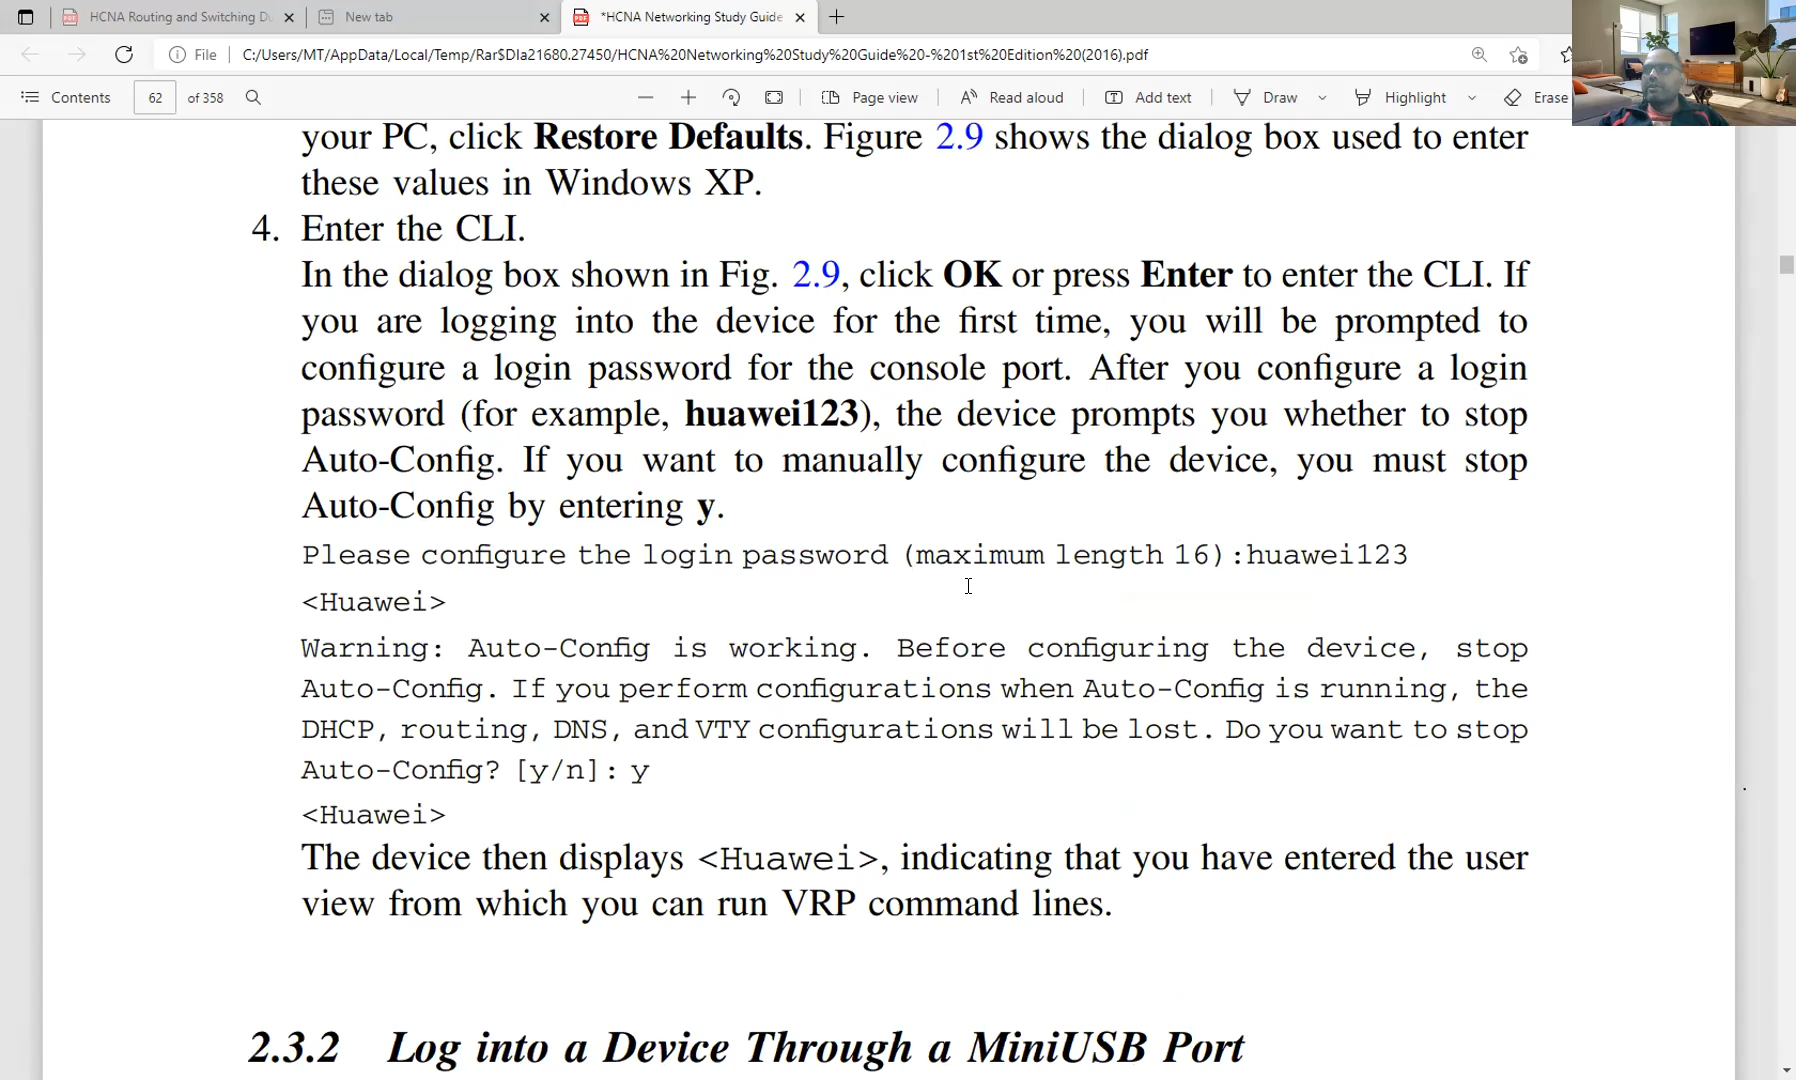 HCNA Routing and Switching D
New tab
*HCNA Networking Study Guide
File
C:/Users/MT/AppData/Local/Temp/Rar$DIa21680.27450/HCNA%20Networking%20Study%20Guide%20-%201st%20Edition%20(2016).pdf
Contents
62
of 358
Page view
Read aloud
Add text
Draw
Highlight
Erase
your PC, click Restore Defaults. Figure 2.9 shows the dialog box used to enter
these values in Windows XP.
4. Enter the CLI.
In the dialog box shown in Fig. 2.9, click OK or press Enter to enter the CLI. If
you are logging into the device for the first time, you will be prompted to
configure a login password for the console port. After you configure a login
password (for example, huawei123), the device prompts you whether to stop
Auto-Config. If you want to manually configure the device, you must stop
Auto-Config by entering y.
Please configure the login password (maximum length 16):huawei123
<Huawei>
Warning: Auto-Config is working. Before configuring the device, stop
Auto-Config. If you perform configurations when Auto-Config is running, the
DHCP, routing, DNS, and VTY configurations will be lost. Do you want to stop
Auto-Config? [y/n]: y
<Huawei>
The device then displays <Huawei>, indicating that you have entered the user
view from which you can run VRP command lines.
2.3.2 Log into a Device Through a MiniUSB Port